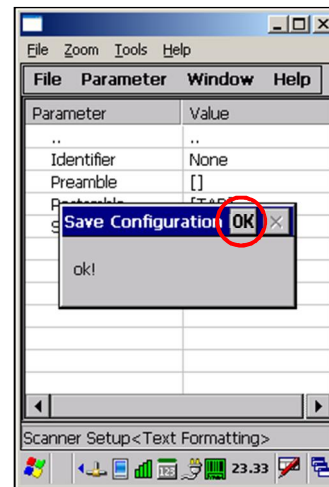 File Zoom Tools Help
File Parameter Window Help
Parameter Value
.. ..
Identifier None
Preamble []
Save Configuration OK
ok!
Scanner Setup<Text Formatting>
23.33